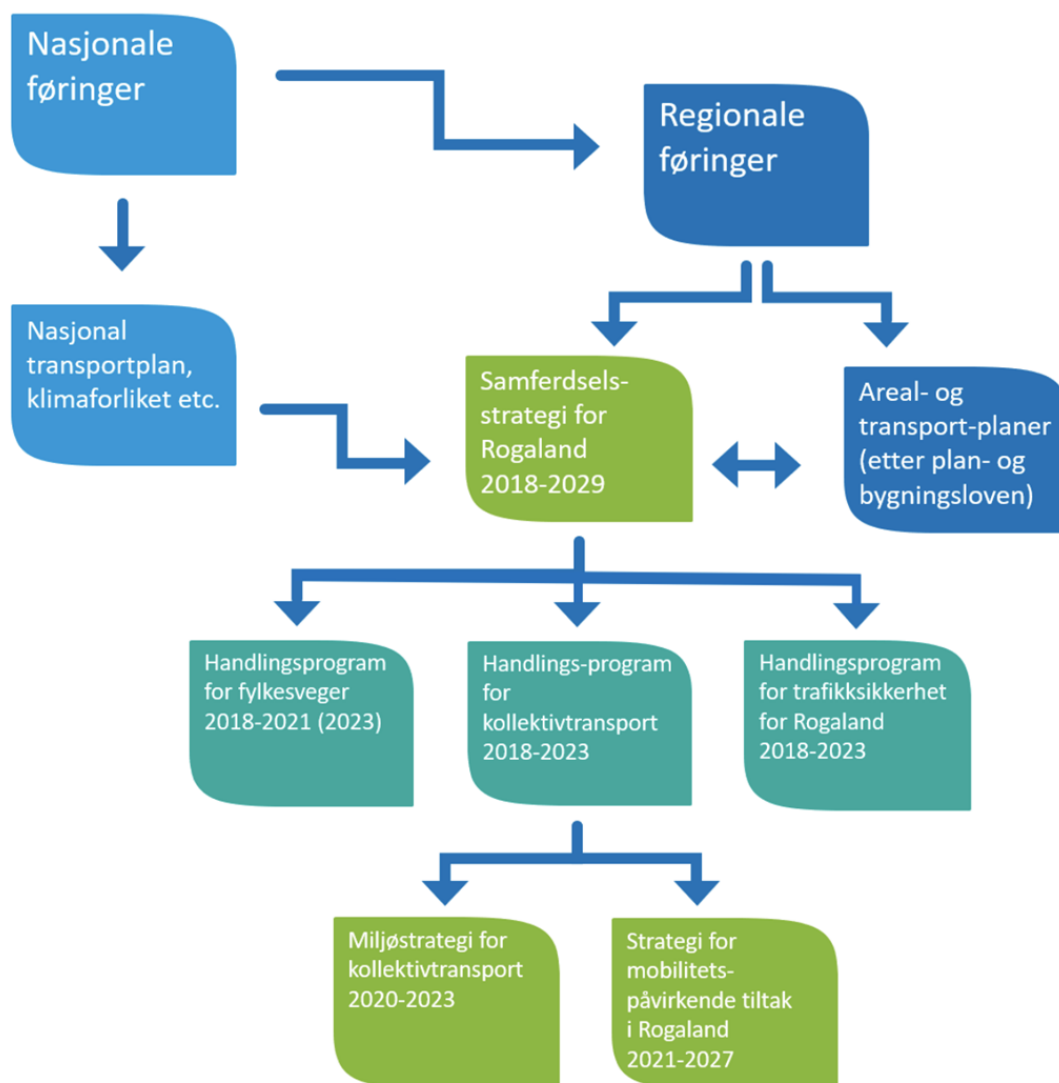 Nasjonale
føringer
Regionale
føringer
Nasjonal
transportplan,
klimaforliket etc.
Samferdsels-
strategi for
Rogaland
2018-2029
Areal- og
transport-planer
(etter plan- og
bygningsloven)
Handlingsprogram
for fylkesveger
2018-2021 (2023)
Handlings-program
for
kollektivtransport
2018-2023
Handlingsprogram
for trafikksikkerhet
for Rogaland
2018-2023
Miljøstrategi for
kollektivtransport
2020-2023
Strategi for
mobilitets-
påvirkende tiltak
i Rogaland
2021-2027